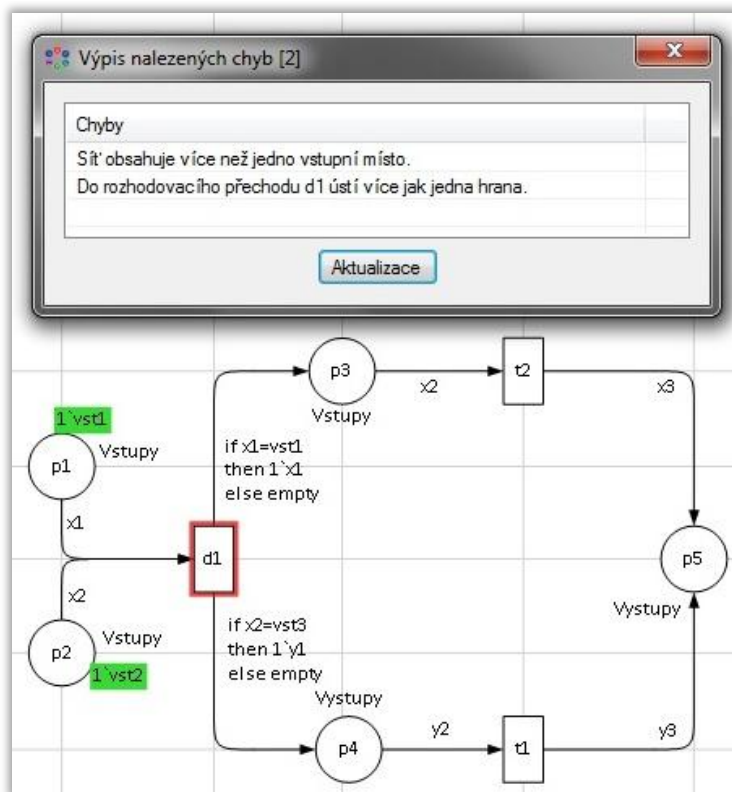 Výpis nalezených chyb [2]
Chyby
Síť obsahuje více než jedno vstupní místo.
Do rozhodovacího přechodu d1 ústí více jak jedna hrana.
Aktualizace
p3
x2
t2
x3
Vstupy
1`vst1
Vstupy
p1
if x1=vst1
then 1`x1
else empty
x1
d1
p5
x2
Vystupy
if x2=vst3
then 1`y1
else empty
Vstupy
p2
1`vst2
Vystupy
p4
y2
t1
y3